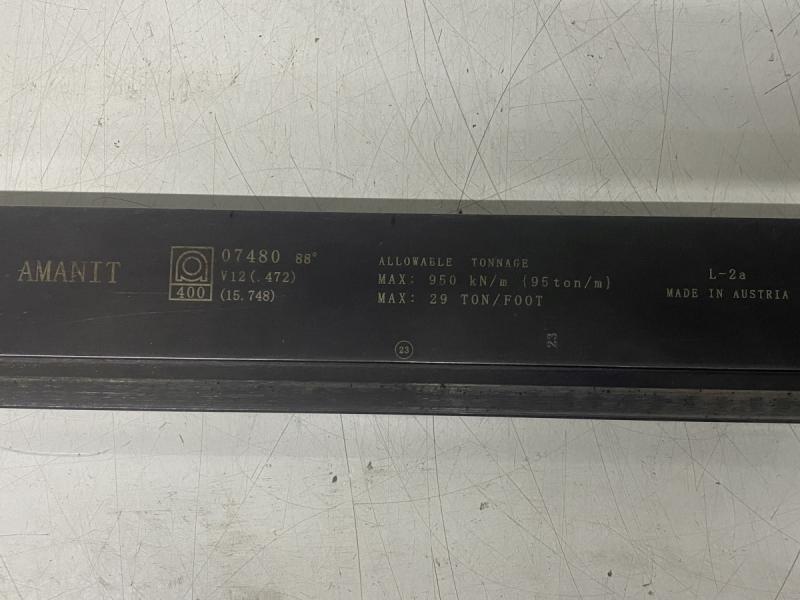 AMANIT
400
07480 88°
V12(.472)
(15.748)
ALLOWABLE TONNAGE
MAX: 950 kN/m {95ton/m}
MAX: 29 TON/FOOT
L-2a
MADE IN AUSTRIA
23
23